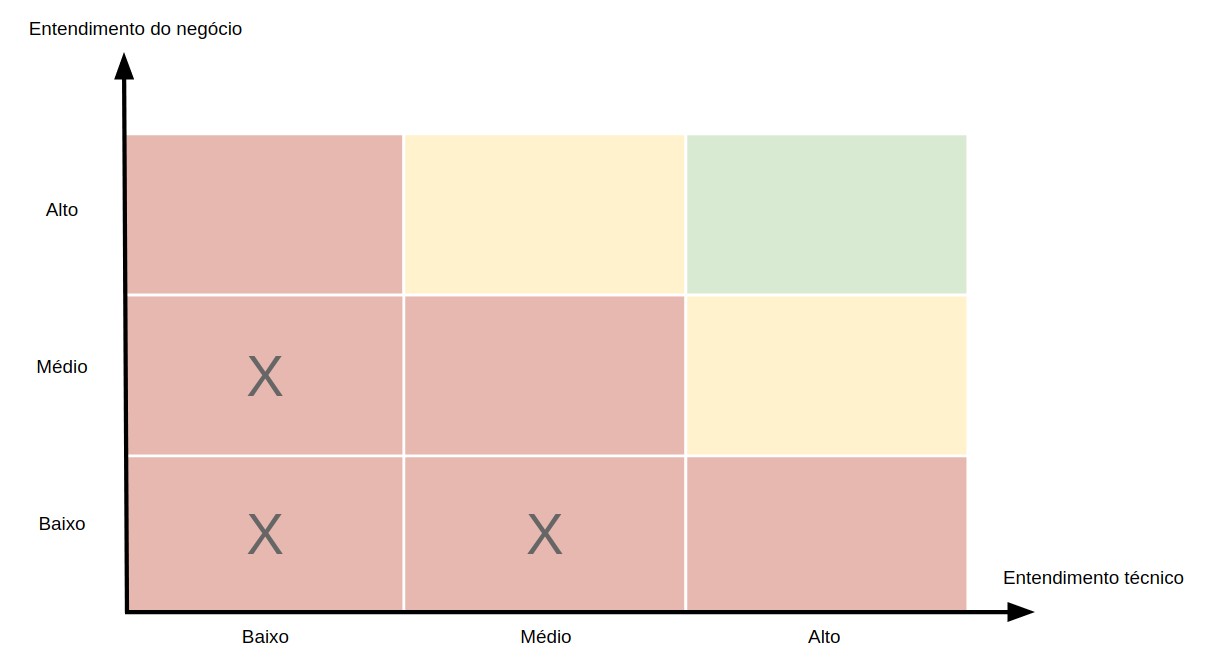 Entendimento do negócio
Alto
Médio
X
Baixo
X
X
Entendimento técnico
Baixo
Médio
Alto